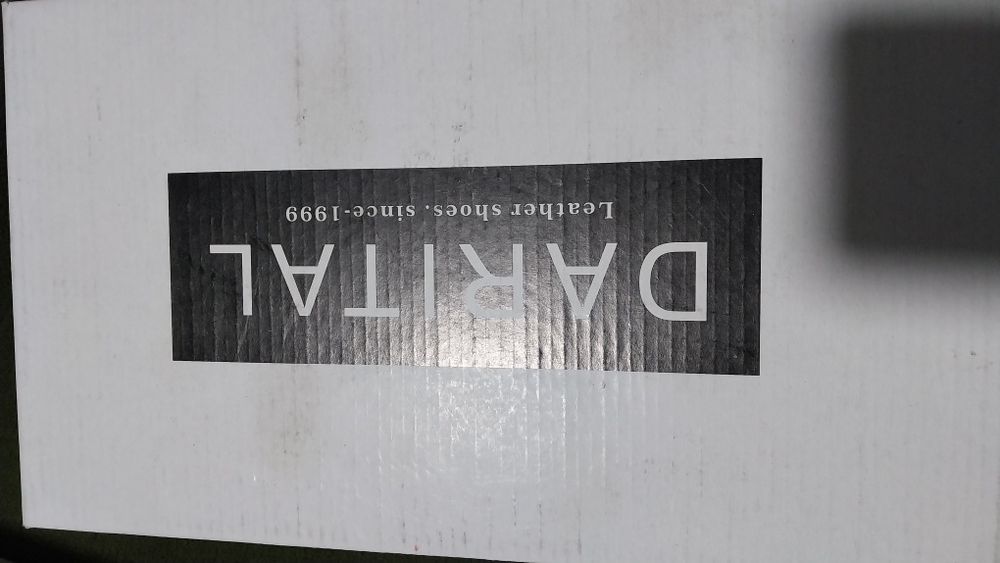 DARITAL
Leather shoes. since-1999